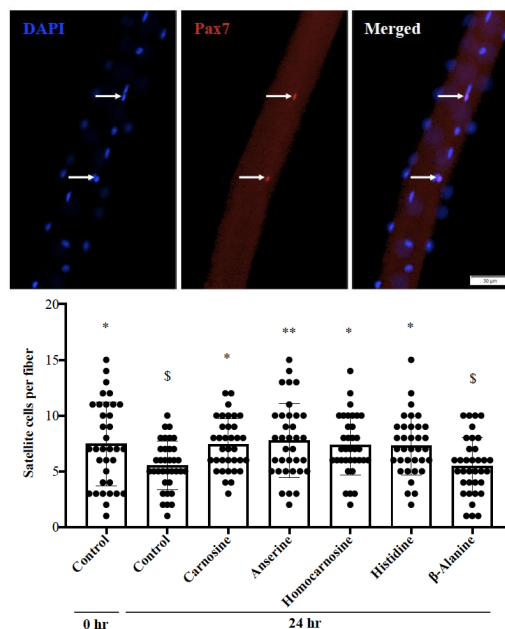 DAPI Pax7 Merged
30 µm
Satellite cells per fiber
20
15
10
5
0
* $ * ** * * $
Control Control Carnosine Anserine Homocarnosine Histidine β-Alanine
0 hr 24 hr